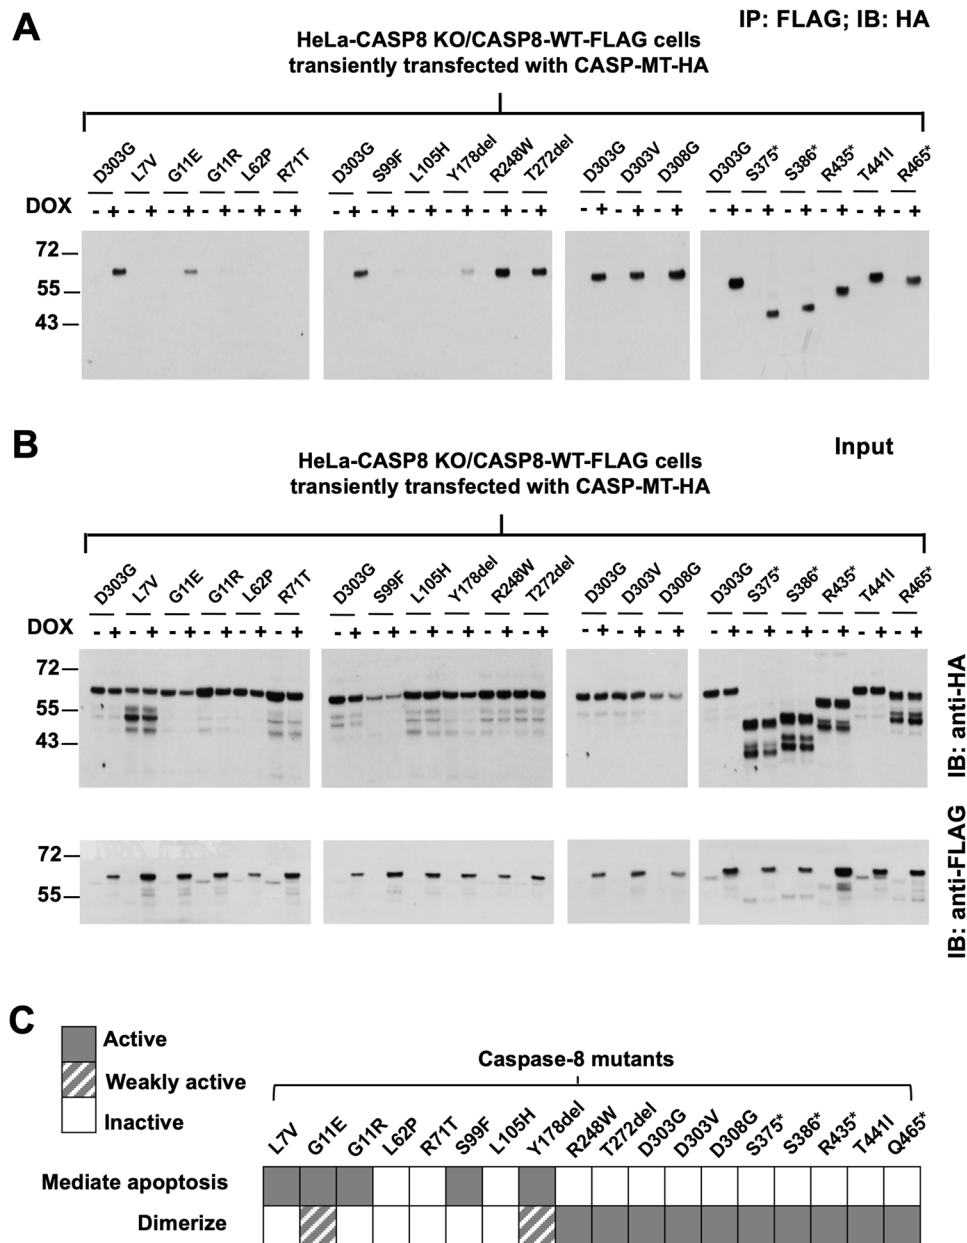 A
IP: FLAG; IB: HA
HeLa-CASP8 KO/CASP8-WT-FLAG cells
transiently transfected with CASP-MT-HA
D303G L7V G11E G11R L62P R71T D303G S99F L105H Y178del R248W T272del D303G D303V D308G D303G S375* S386* R435* T441I R465*
DOX - + - + - + - + - + - + - + - + - + - + - + - + - + - + - + - + - + - + - + - + - +
72
55
43
B
Input
HeLa-CASP8 KO/CASP8-WT-FLAG cells
transiently transfected with CASP-MT-HA
D303G L7V G11E G11R L62P R71T D303G S99F L105H Y178del R248W T272del D303G D303V D308G D303G S375* S386* R435* T441I R465*
DOX - + - + - + - + - + - + - + - + - + - + - + - + - + - + - + - + - + - + - + - + - +
72
55
43
IB: anti-HA
72
55
IB: anti-FLAG
C
Active
Weakly active
Inactive
Caspase-8 mutants
L7V G11E G11R L62P R71T S99F L105H Y178del R248W T272del D303G D303V D308G S375* S386* R435* T441I Q465*
Mediate apoptosis
Dimerize